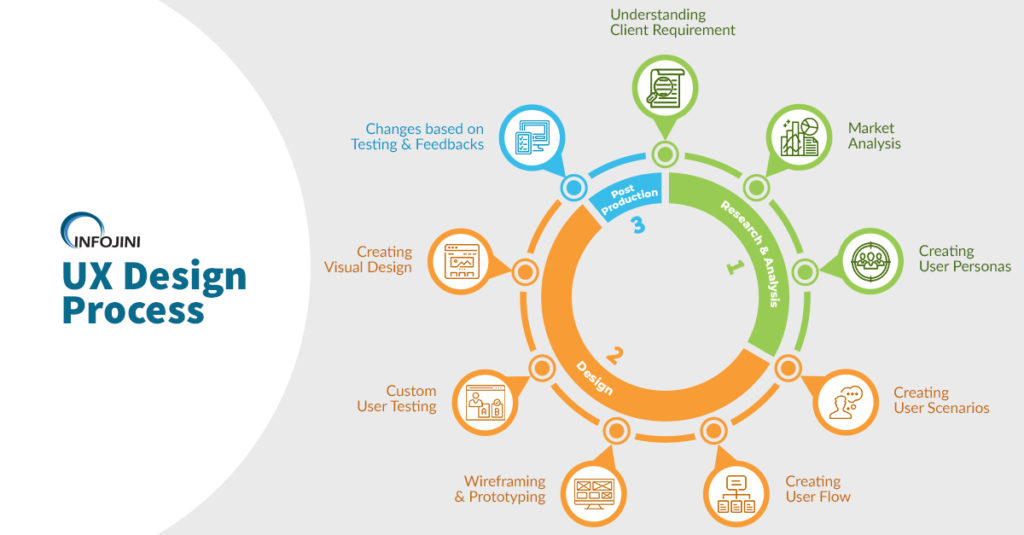 INFOJINI
UX Design
Process
Understanding
Client Requirement
Market
Analysis
Creating
User Personas
Creating
User Scenarios
Creating
User Flow
Wireframing
& Prototyping
Custom
User Testing
Creating
Visual Design
Changes based on
Testing & Feedbacks
Research & Analysis
1
Design
2
Post
Production
3
A B